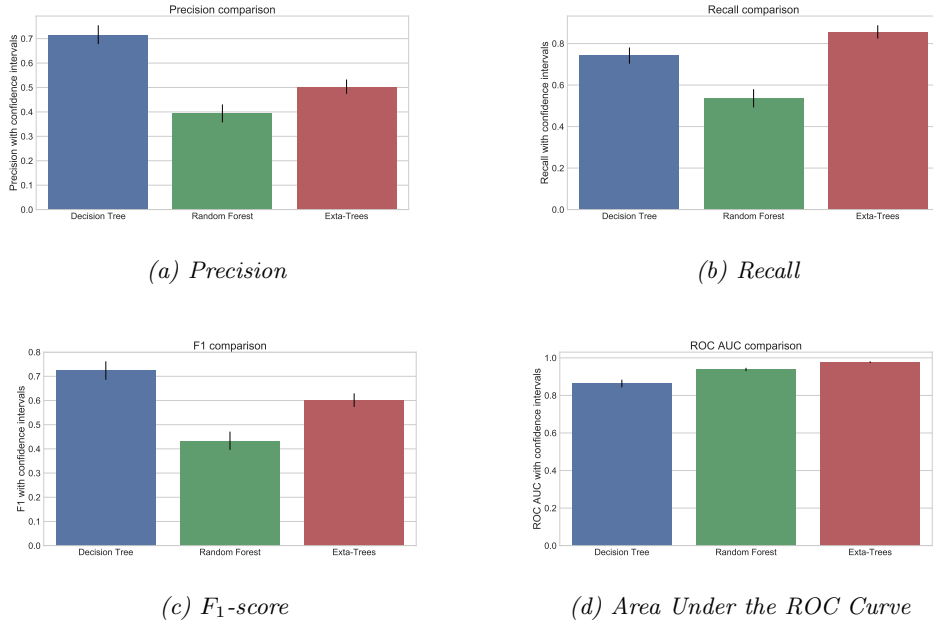 Precision comparison
Precision with confidence intervals
0.7
0.6
0.5
0.4
0.3
0.2
0.1
0.0
Decision Tree
Random Forest
Exta-Trees
(a) Precision
Recall comparison
Recall with confidence intervals
0.8
0.6
0.4
0.2
0.0
Decision Tree
Random Forest
Exta-Trees
(b) Recall
F1 comparison
F1 with confidence intervals
0.8
0.7
0.6
0.5
0.4
0.3
0.2
0.1
0.0
Decision Tree
Random Forest
Exta-Trees
(c) F₁-score
ROC AUC comparison
ROC AUC with confidence intervals
1.0
0.8
0.6
0.4
0.2
0.0
Decision Tree
Random Forest
Exta-Trees
(d) Area Under the ROC Curve